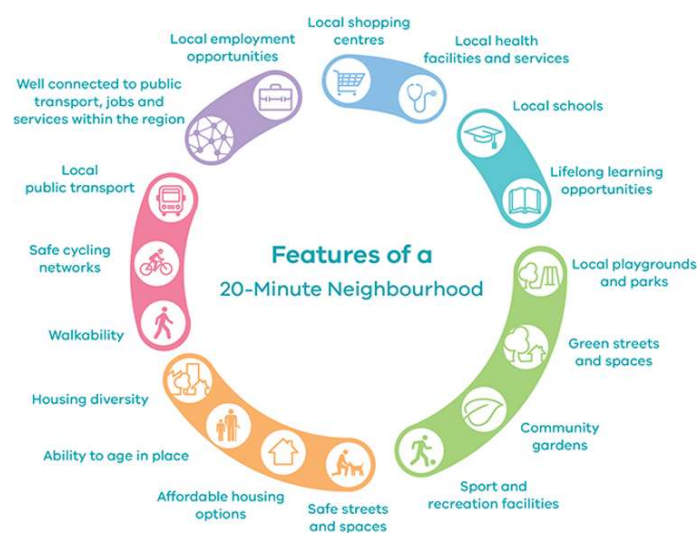 Local shopping
centres
Local health
facilities and services
Local schools
Lifelong learning
opportunities
Local playgrounds
and parks
Green streets
and spaces
Community
gardens
Sport and
recreation facilities
Safe streets
and spaces
Affordable housing
options
Ability to age in place
Housing diversity
Walkability
Safe cycling
networks
Local
public transport
Well connected to public
transport, jobs and
services within the region
Local employment
opportunities
Features of a
20-Minute Neighbourhood